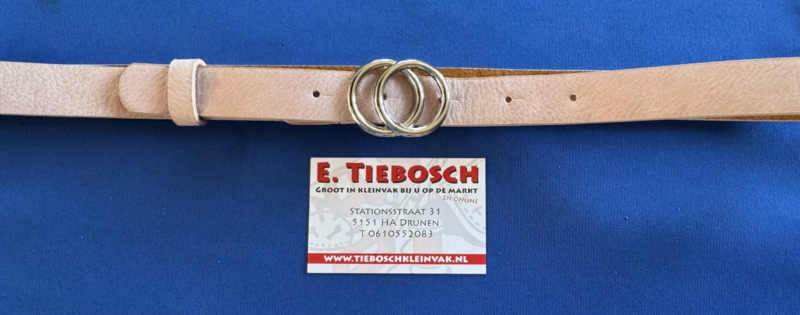 E. TIEBOSCH
GROOT IN KLEINVAK BIJ U OP DE MARKT
EN ONLINE
STATIONSSTRAAT 31
5151 HA DRUNEN
T 0610552083
WWW.TIEBOSCHKLEINVAK.NL